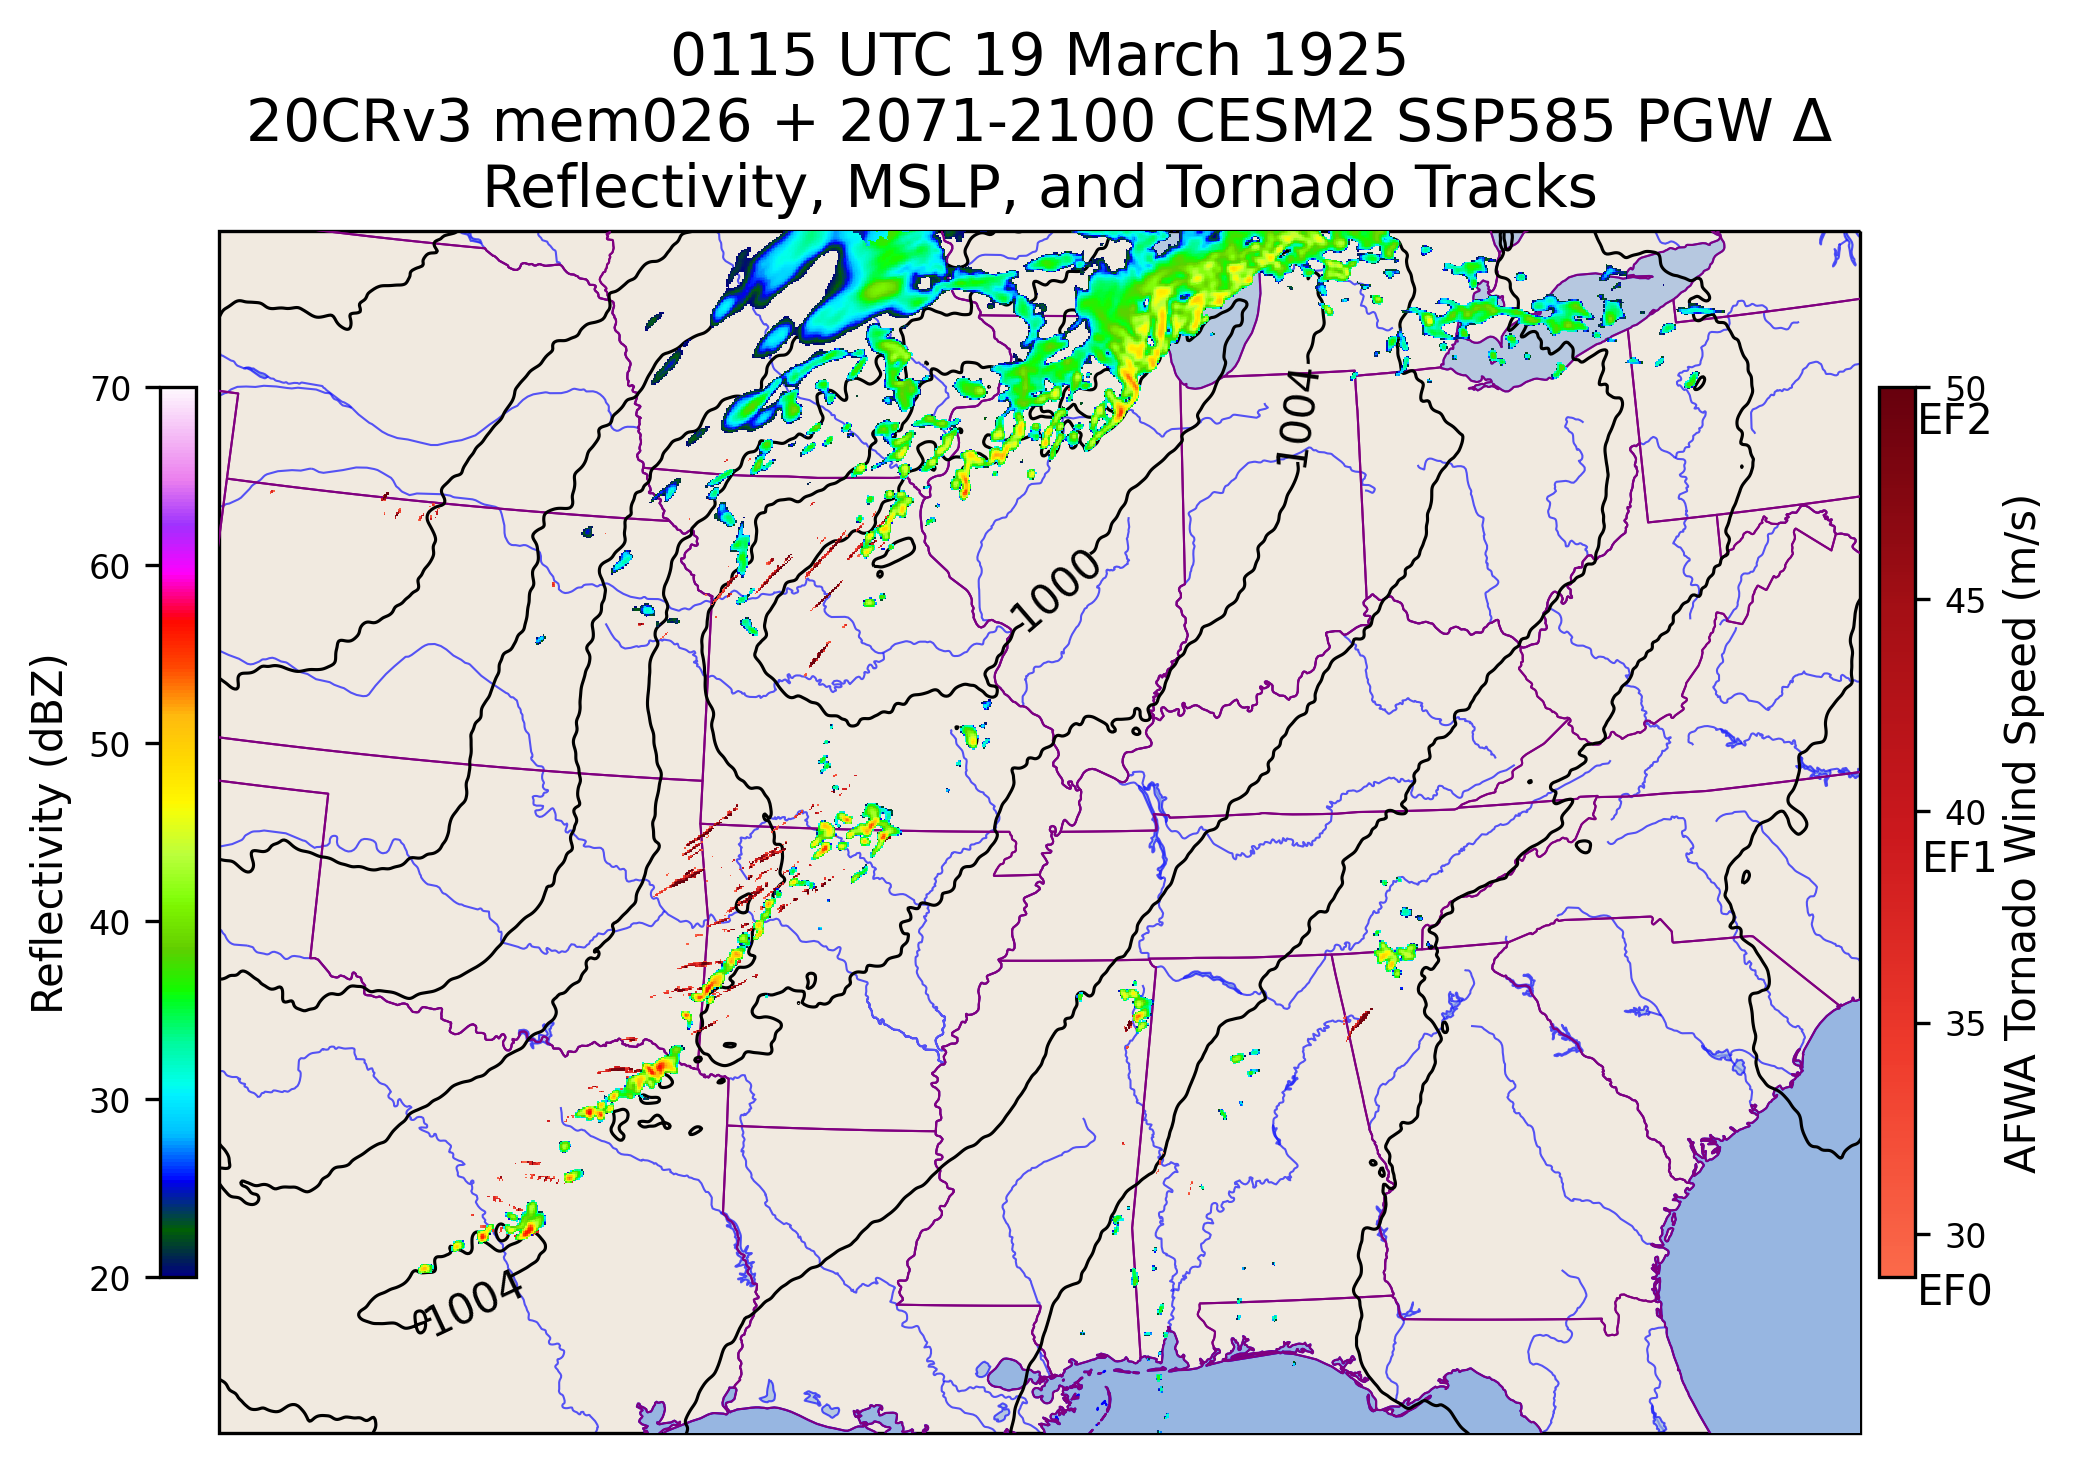 0115 UTC 19 March 1925
20CRv3 mem026 + 2071-2100 CESM2 SSP585 PGW Δ
Reflectivity, MSLP, and Tornado Tracks
70
60
50
40
30
20
Reflectivity (dBZ)
1004
1000
1004
50
EF2
45
40
EF1
35
30
EF0
AFWA Tornado Wind Speed (m/s)